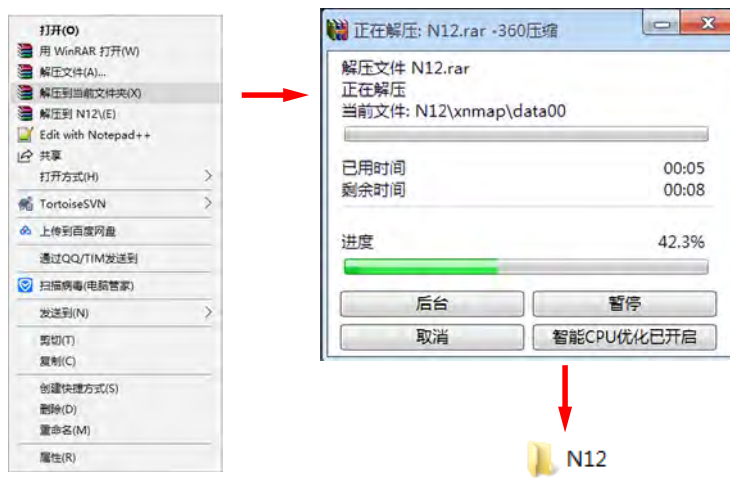 打开(O)
用 WinRAR 打开(W)
解压文件(A)...
解压到当前文件夹(X)
解压到 N12\(E)
Edit with Notepad++
共享
打开方式(H)
TortoiseSVN
上传到百度网盘
通过QQ/TIM发送到
扫描病毒(电脑管家)
发送到(N)
剪切(T)
复制(C)
创建快捷方式(S)
删除(D)
重命名(M)
属性(R)
正在解压: N12.rar -360压缩
解压文件 N12.rar
正在解压
当前文件: N12\xnmap\data00
已用时间 00:05
剩余时间 00:08
进度 42.3%
后台 暂停
取消 智能CPU优化已开启
N12